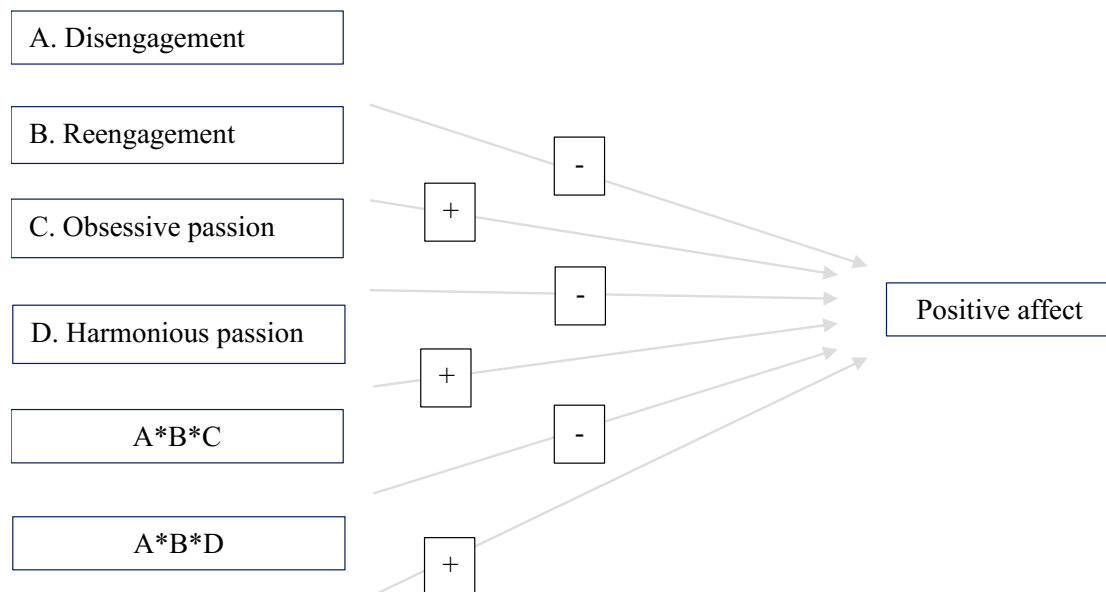 A. Disengagement
B. Reengagement
-
+
C. Obsessive passion
-
Positive affect
D. Harmonious passion
+
A*B*C
-
A*B*D
+